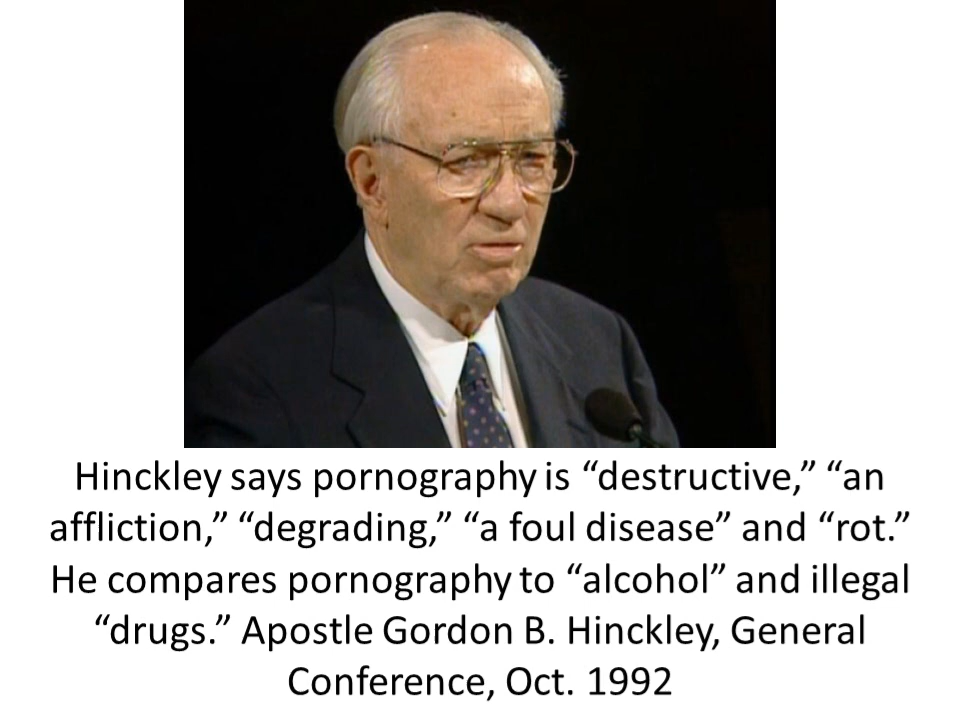 Hinckley says pornography is “destructive,” “an
affliction,” “degrading,” “a foul disease” and “rot.”
He compares pornography to “alcohol” and illegal
“drugs.” Apostle Gordon B. Hinckley, General
Conference, Oct. 1992